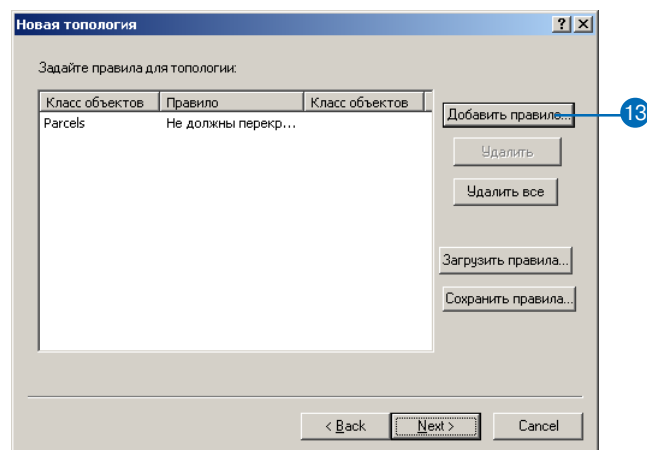 Новая топология
Задайте правила для топологии:
Класс объектов Правило Класс объектов
Parcels Не должны перекр...
Добавить правило...
13
Удалить
Удалить все
Загрузить правила...
Сохранить правила...
< Back Next > Cancel